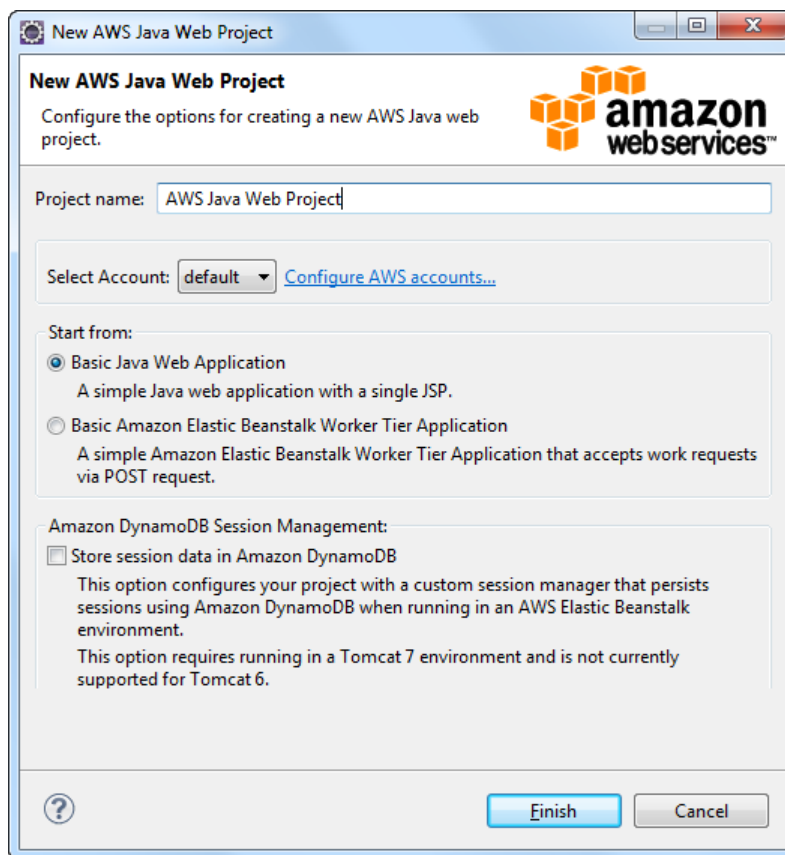 New AWS Java Web Project
New AWS Java Web Project
Configure the options for creating a new AWS Java web
project.
amazon
webservices™
Project name: AWS Java Web Project
Select Account: default Configure AWS accounts...
Start from:
Basic Java Web Application
A simple Java web application with a single JSP.
Basic Amazon Elastic Beanstalk Worker Tier Application
A simple Amazon Elastic Beanstalk Worker Tier Application that accepts work requests
via POST request.
Amazon DynamoDB Session Management:
Store session data in Amazon DynamoDB
This option configures your project with a custom session manager that persists
sessions using Amazon DynamoDB when running in an AWS Elastic Beanstalk
environment.
This option requires running in a Tomcat 7 environment and is not currently
supported for Tomcat 6.
? Finish Cancel